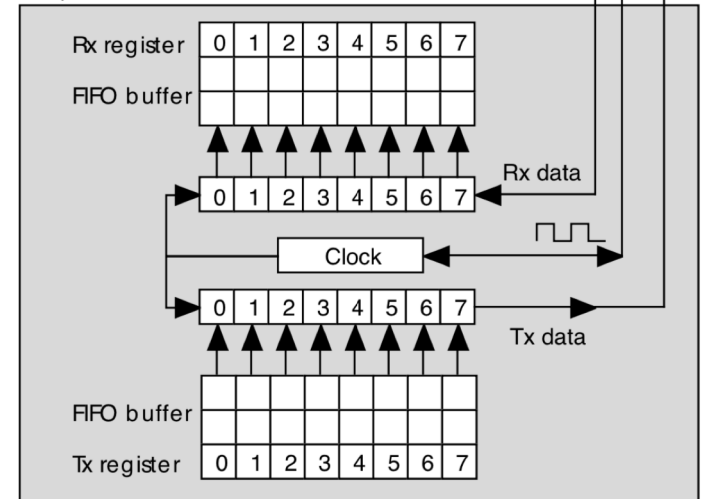 Rx register 0 1 2 3 4 5 6 7
FIFO buffer
Rx data
0 1 2 3 4 5 6 7
Clock
0 1 2 3 4 5 6 7
Tx data
FIFO buffer
Tx register 0 1 2 3 4 5 6 7